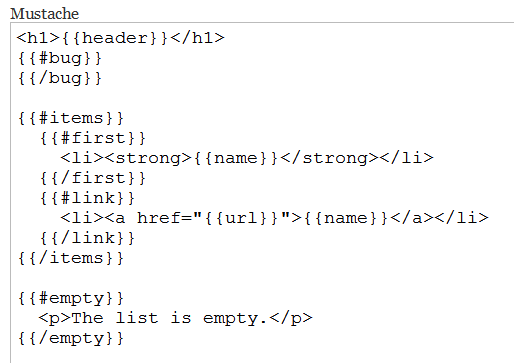 Mustache
<h1>{{header}}</h1>
{{#bug}}
{{/bug}}

{{#items}}
  {{#first}}
    <li><strong>{{name}}</strong></li>
  {{/first}}
  {{#link}}
    <li><a href="{{url}}">{{name}}</a></li>
  {{/link}}
{{/items}}

{{#empty}}
  <p>The list is empty.</p>
{{/empty}}